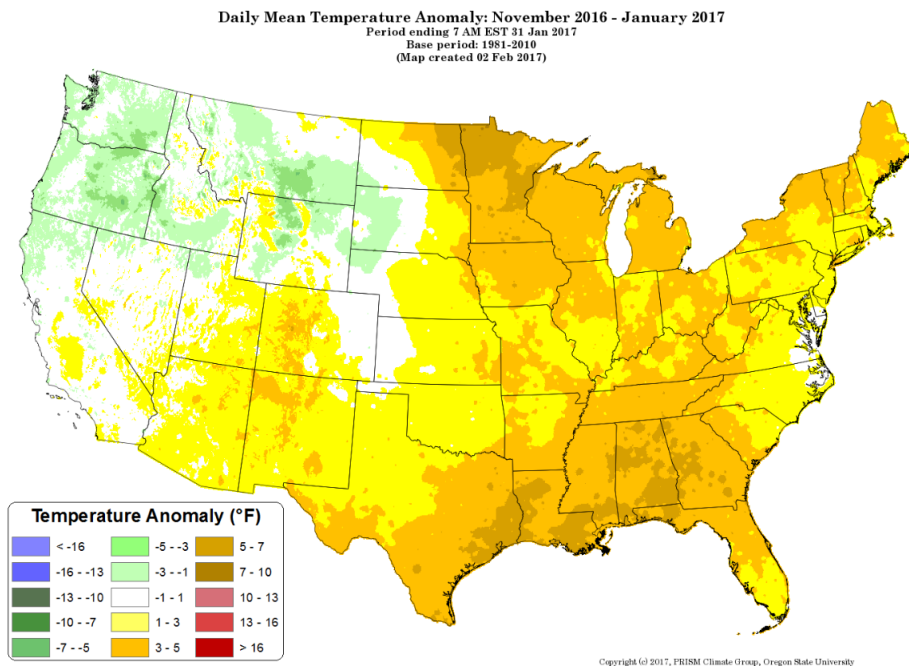 Daily Mean Temperature Anomaly: November 2016 - January 2017
Period ending 7 AM EST 31 Jan 2017
Base period: 1981-2010
(Map created 02 Feb 2017)
Temperature Anomaly (°F)
< -16 -5 - -3 5 - 7
-16 - -13 -3 - -1 7 - 10
-13 - -10 -1 - 1 10 - 13
-10 - -7 1 - 3 13 - 16
-7 - -5 3 - 5 > 16
Copyright (c) 2017, PRISM Climate Group, Oregon State University